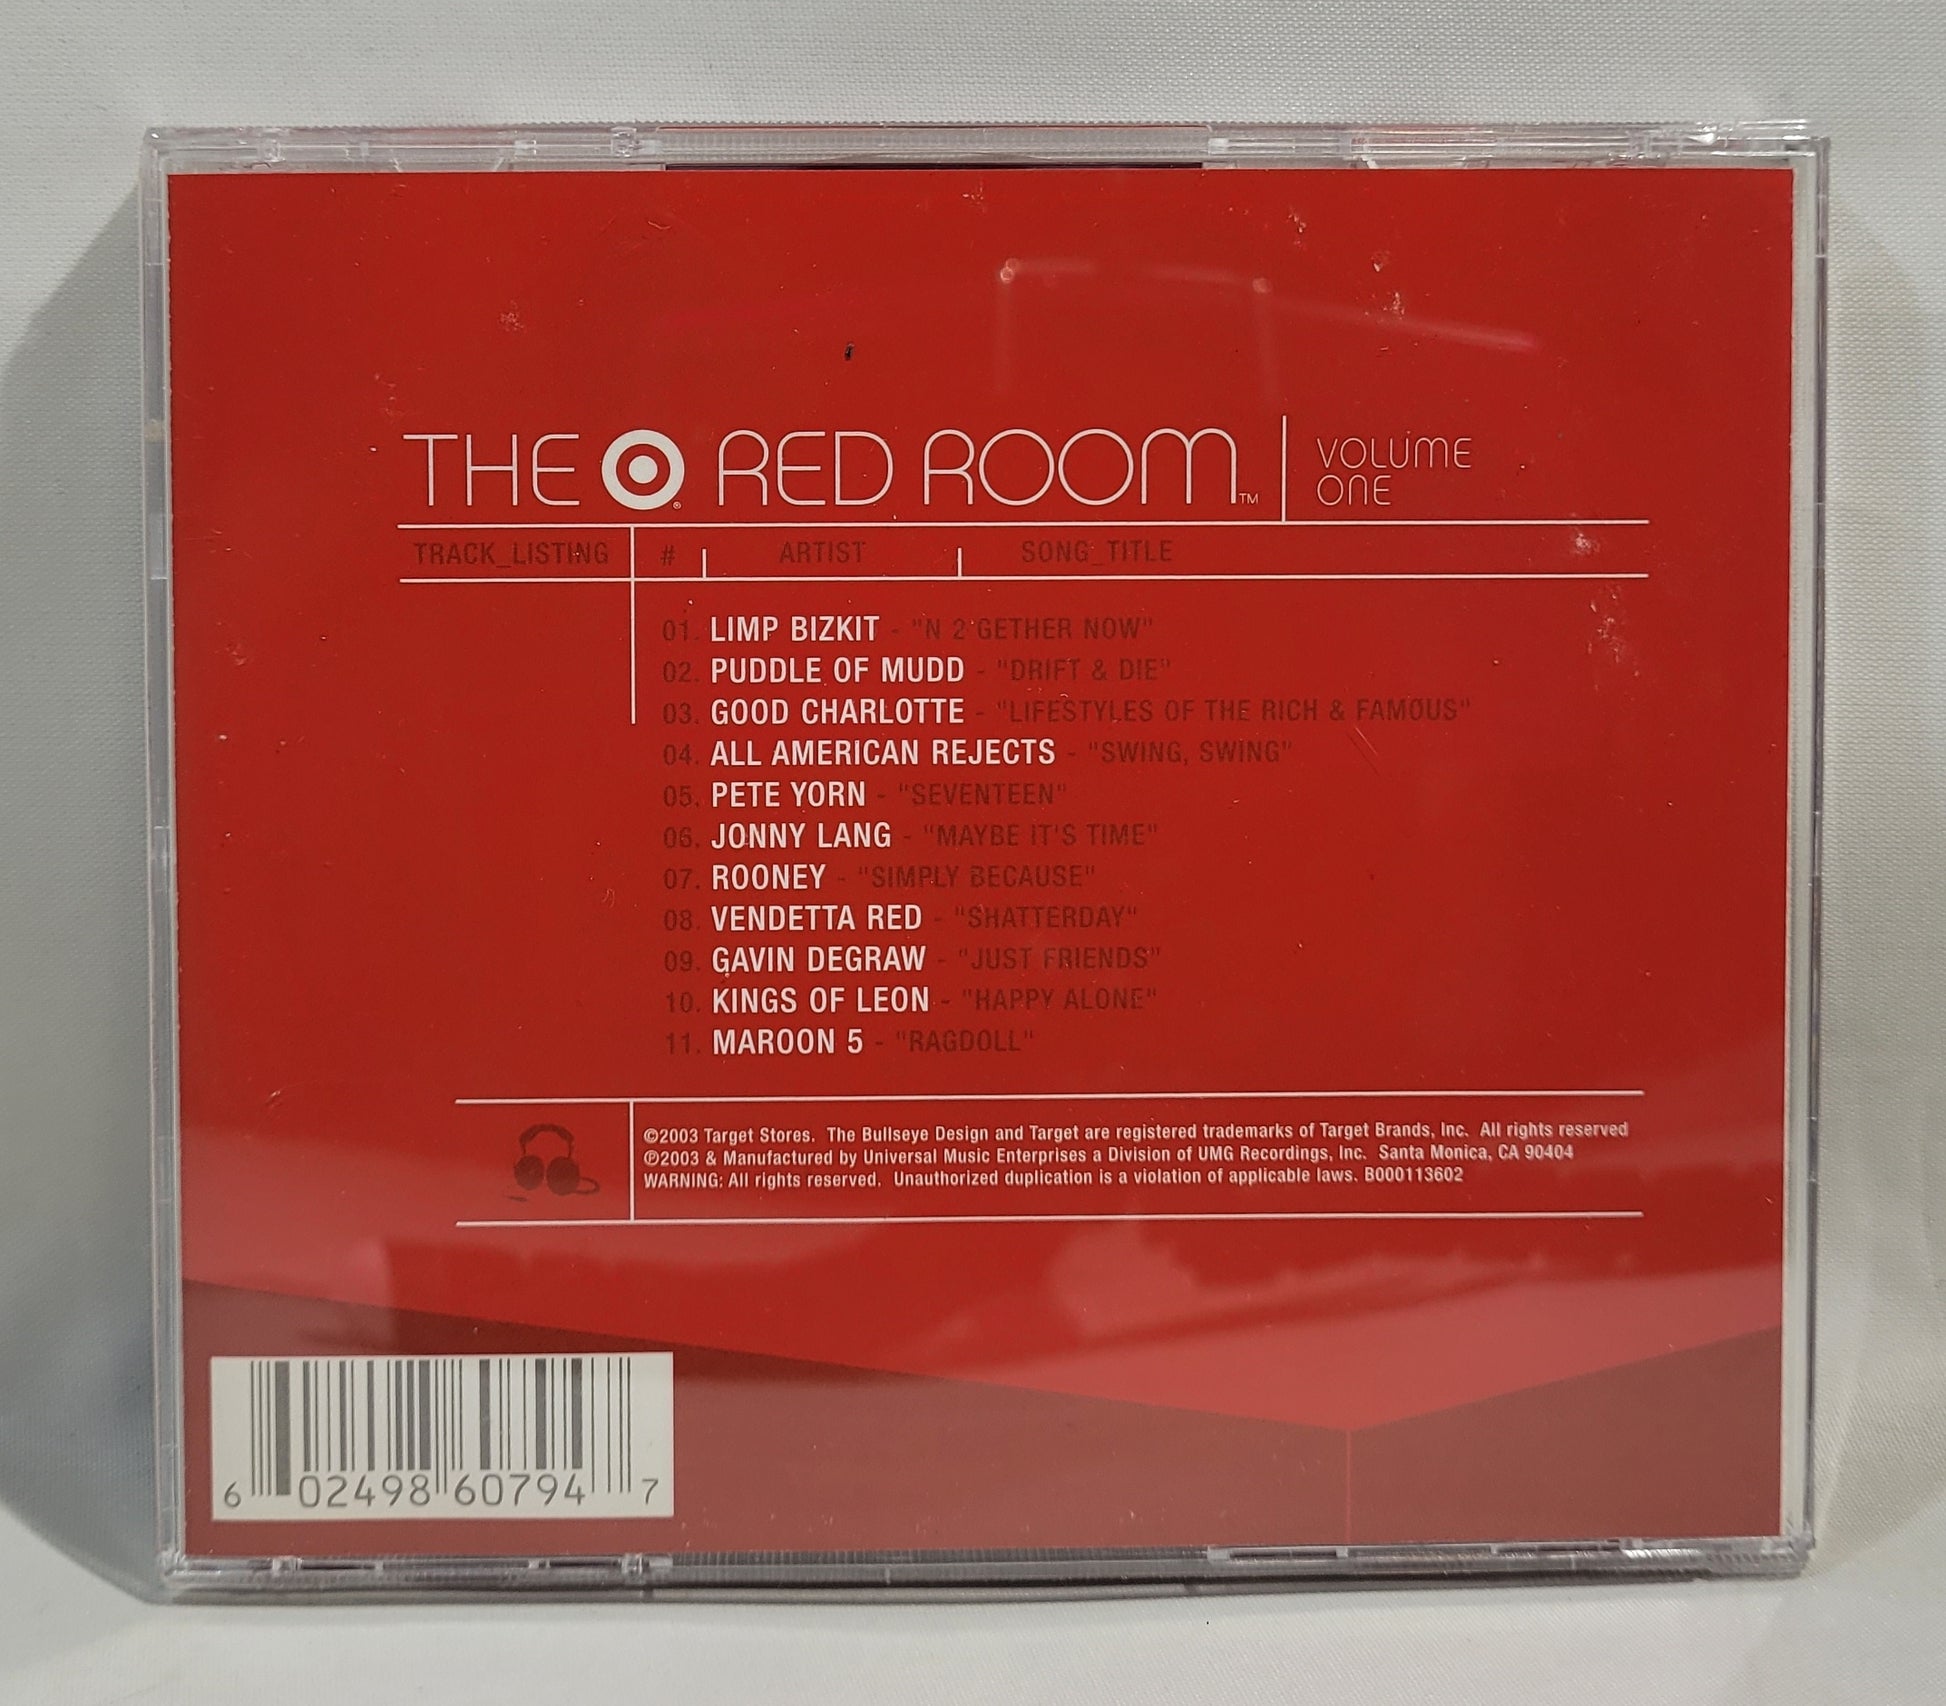 THE RED ROOM™ VOLUME ONE
TRACK_LISTING # ARTIST SONG_TITLE
01. LIMP BIZKIT - "N 2 GETHER NOW"
02. PUDDLE OF MUDD - "DRIFT & DIE"
03. GOOD CHARLOTTE - "LIFESTYLES OF THE RICH & FAMOUS"
04. ALL AMERICAN REJECTS - "SWING, SWING"
05. PETE YORN - "SEVENTEEN"
06. JONNY LANG - "MAYBE IT'S TIME"
07. ROONEY - "SIMPLY BECAUSE"
08. VENDETTA RED - "SHATTERDAY"
09. GAVIN DEGRAW - "JUST FRIENDS"
10. KINGS OF LEON - "HAPPY ALONE"
11. MAROON 5 - "RAGDOLL"
©2003 Target Stores. The Bullseye Design and Target are registered trademarks of Target Brands, Inc. All rights reserved
℗2003 & Manufactured by Universal Music Enterprises a Division of UMG Recordings, Inc. Santa Monica, CA 90404
WARNING: All rights reserved. Unauthorized duplication is a violation of applicable laws. B000113602
6 02498 60794 7